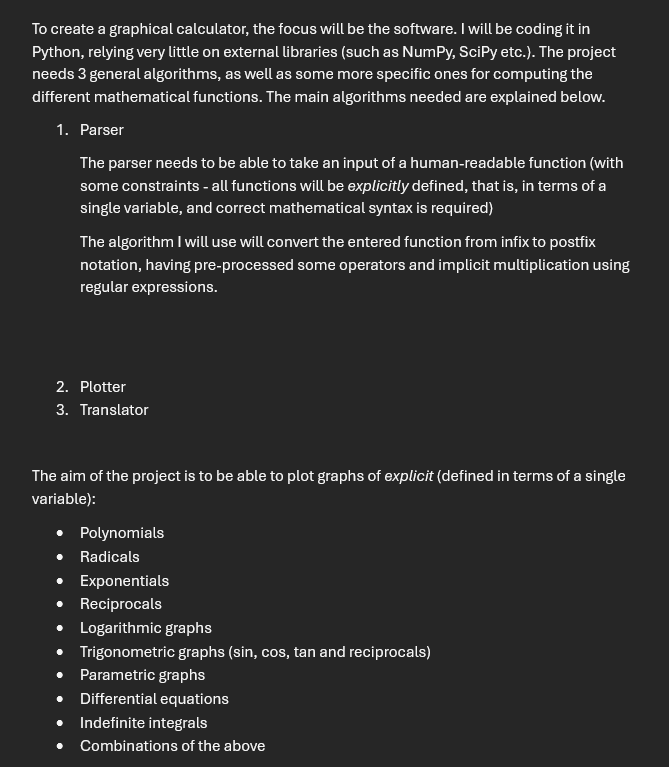 To create a graphical calculator, the focus will be the software. I will be coding it in
Python, relying very little on external libraries (such as NumPy, SciPy etc.). The project
needs 3 general algorithms, as well as some more specific ones for computing the
different mathematical functions. The main algorithms needed are explained below.
1. Parser
The parser needs to be able to take an input of a human-readable function (with
some constraints - all functions will be explicitly defined, that is, in terms of a
single variable, and correct mathematical syntax is required)
The algorithm I will use will convert the entered function from infix to postfix
notation, having pre-processed some operators and implicit multiplication using
regular expressions.
2. Plotter
3. Translator
The aim of the project is to be able to plot graphs of explicit (defined in terms of a single
variable):
• Polynomials
• Radicals
• Exponentials
• Reciprocals
• Logarithmic graphs
• Trigonometric graphs (sin, cos, tan and reciprocals)
• Parametric graphs
• Differential equations
• Indefinite integrals
• Combinations of the above